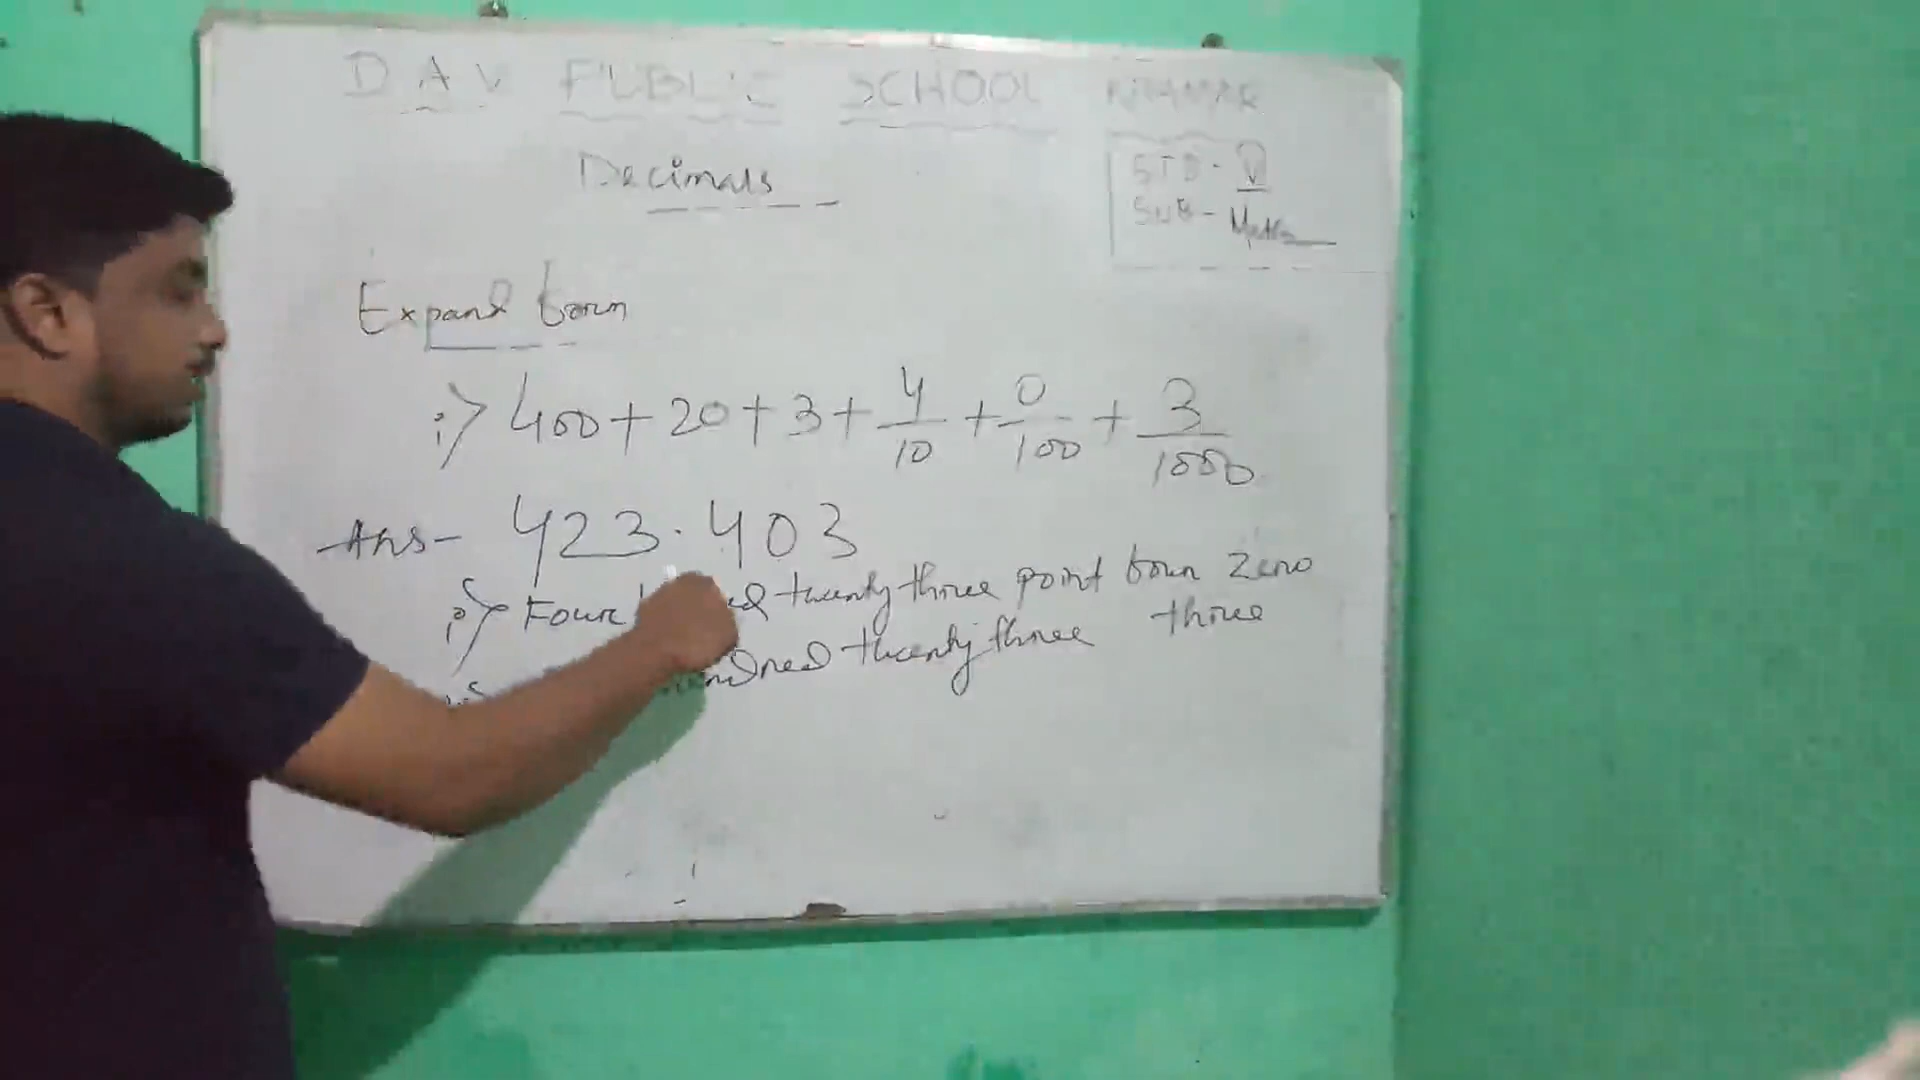 DAV PUBLIC SCHOOL
STD - V
SUB - Maths
Decimals
Expand form
i) 400 + 20 + 3 + 4/10 + 0/100 + 3/1000
Ans - 423.403
i) Four twenty three point four zero three
twenty three